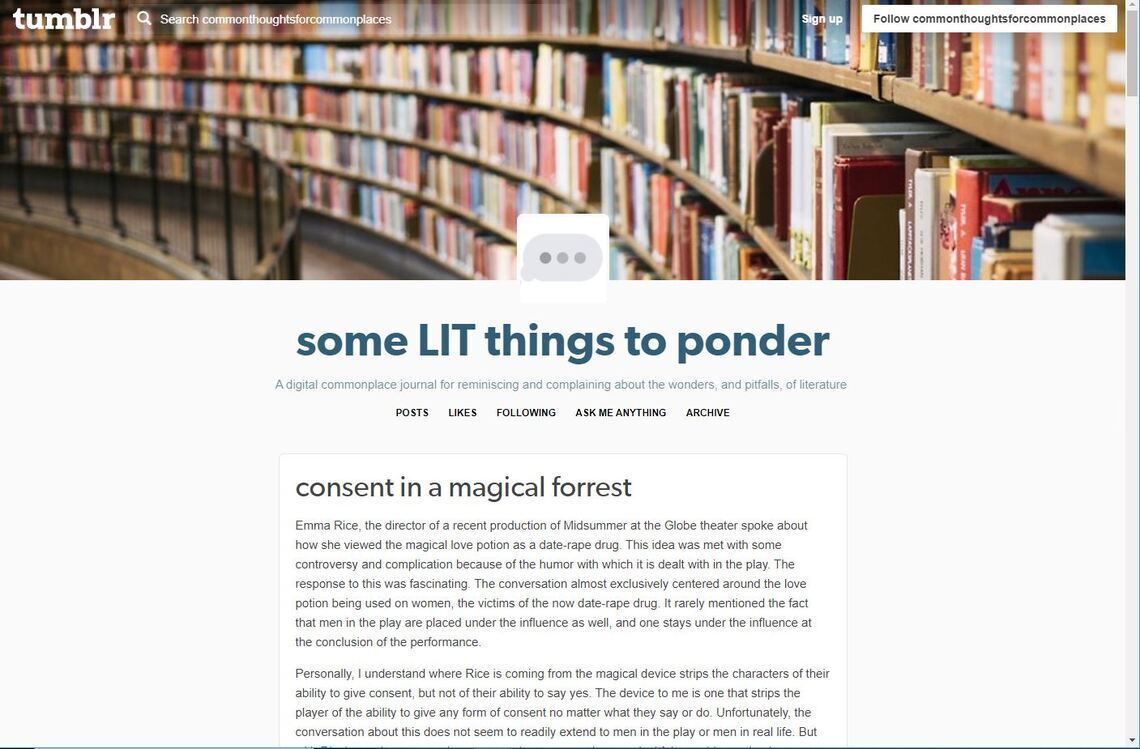 tumblr
Search commonthoughtsforcommonplaces
Sign up
Follow commonthoughtsforcommonplaces
some LIT things to ponder
A digital commonplace journal for reminiscing and complaining about the wonders, and pitfalls, of literature
POSTS LIKES FOLLOWING ASK ME ANYTHING ARCHIVE
consent in a magical forrest
Emma Rice, the director of a recent production of Midsummer at the Globe theater spoke about
how she viewed the magical love potion as a date-rape drug. This idea was met with some
controversy and complication because of the humor with which it is dealt with in the play. The
response to this was fascinating. The conversation almost exclusively centered around the love
potion being used on women, the victims of the now date-rape drug. It rarely mentioned the fact
that men in the play are placed under the influence as well, and one stays under the influence at
the conclusion of the performance.
Personally, I understand where Rice is coming from the magical device strips the characters of their
ability to give consent, but not of their ability to say yes. The device to me is one that strips the
player of the ability to give any form of consent no matter what they say or do. Unfortunately, the
conversation about this does not seem to readily extend to men in the play or men in real life. But